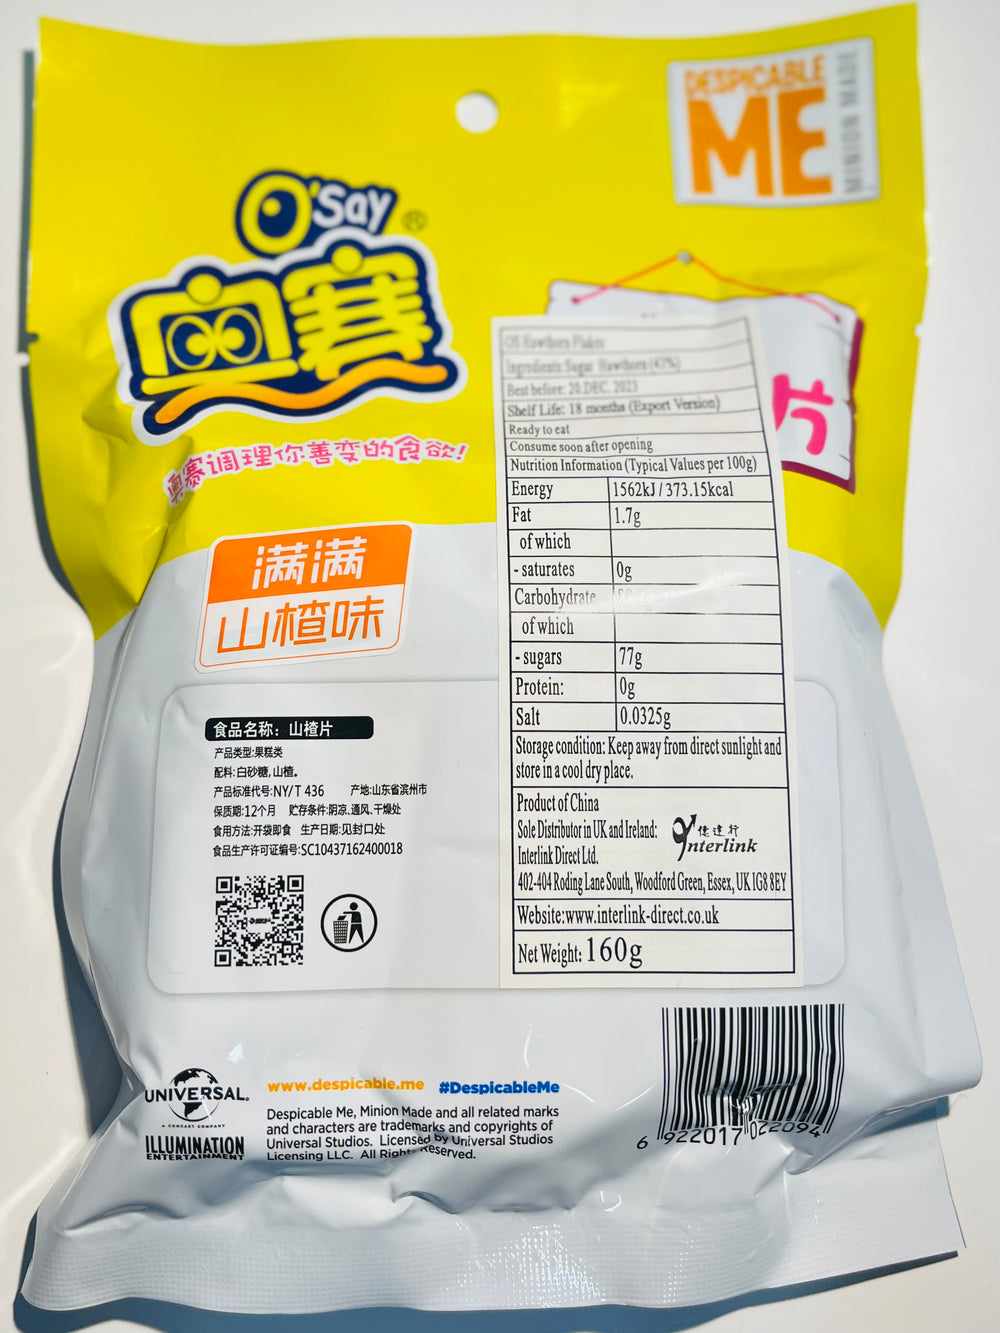 DESPICABLE
ME
MINION MADE
O'Say
®
奥赛
奥赛调理你善变的食欲!
片
满满
山楂味
食品名称：山楂片
产品类型:果糕类
配料:白砂糖,山楂。
产品标准代号:NY/T 436 产地:山东省滨州市
保质期:12个月 贮存条件:阴凉、通风、干燥处
食用方法:开袋即食 生产日期:见封口处
食品生产许可证编号:SC10437162400018
OS Hawthorn Flakes
Ingredients: Sugar Hawthorn (43%)
Best before: 20.DEC. 2023
Shelf Life: 18 months (Export Version)
Ready to eat
Consume soon after opening
Nutrition Information (Typical Values per 100g)
Energy 1562kJ / 373.15kcal
Fat 1.7g
of which
- saturates 0g
Carbohydrate
of which
- sugars 77g
Protein: 0g
Salt 0.0325g
Storage condition: Keep away from direct sunlight and
store in a cool dry place.
Product of China
Sole Distributor in UK and Ireland:
Interlink Direct Ltd.
億達行
Interlink
402-404 Roding Lane South, Woodford Green, Essex, UK IG8 8EY
Website:www.interlink-direct.co.uk
Net Weight: 160g
UNIVERSAL
A COMCAST COMPANY
ILLUMINATION
ENTERTAINMENT
www.despicable.me #DespicableMe
Despicable Me, Minion Made and all related marks
and characters are trademarks and copyrights of
Universal Studios. Licensed by Universal Studios
Licensing LLC. All Rights Reserved.
6 922017 022094